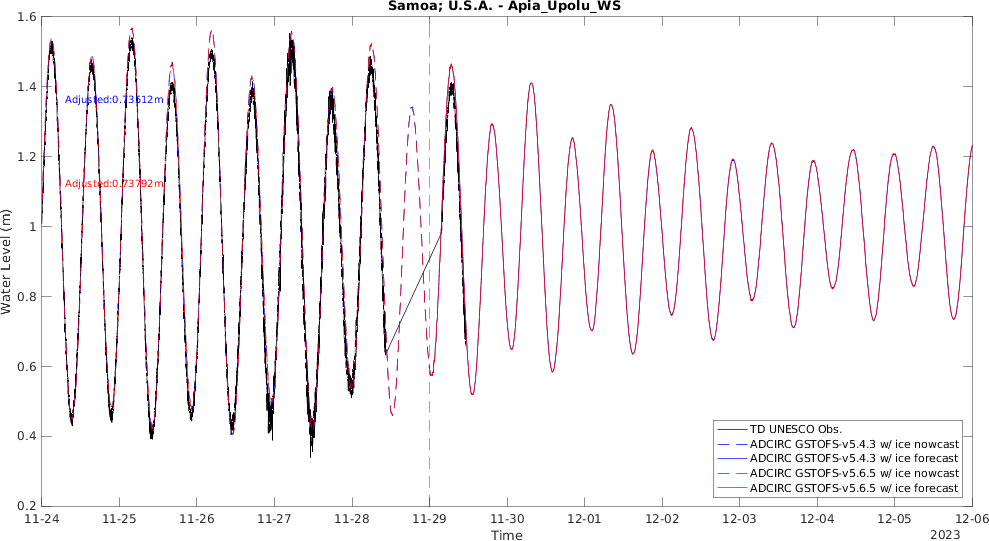 Samoa; U.S.A. - Apia_Upolu_WS
1.6
1.4
1.2
1
0.8
0.6
0.4
0.2
Water Level (m)
Adjusted:0.73612m
Adjusted:0.73792m
TD UNESCO Obs.
ADCIRC GSTOFS-v5.4.3 w/ ice nowcast
ADCIRC GSTOFS-v5.4.3 w/ ice forecast
ADCIRC GSTOFS-v5.6.5 w/ ice nowcast
ADCIRC GSTOFS-v5.6.5 w/ ice forecast
11-24 11-25 11-26 11-27 11-28 11-29 11-30 12-01 12-02 12-03 12-04 12-05 12-06
Time
2023